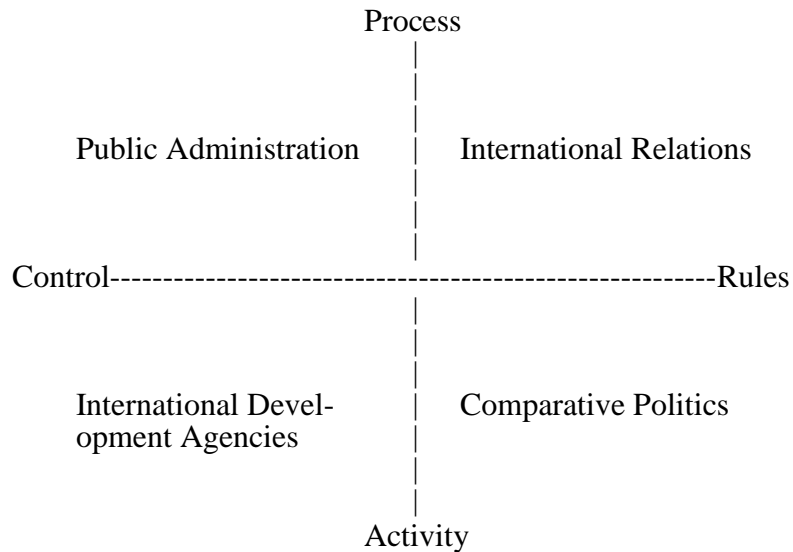 Process
Public Administration International Relations
Control------------------------------------------------------------Rules
International Devel- Comparative Politics
opment Agencies
Activity